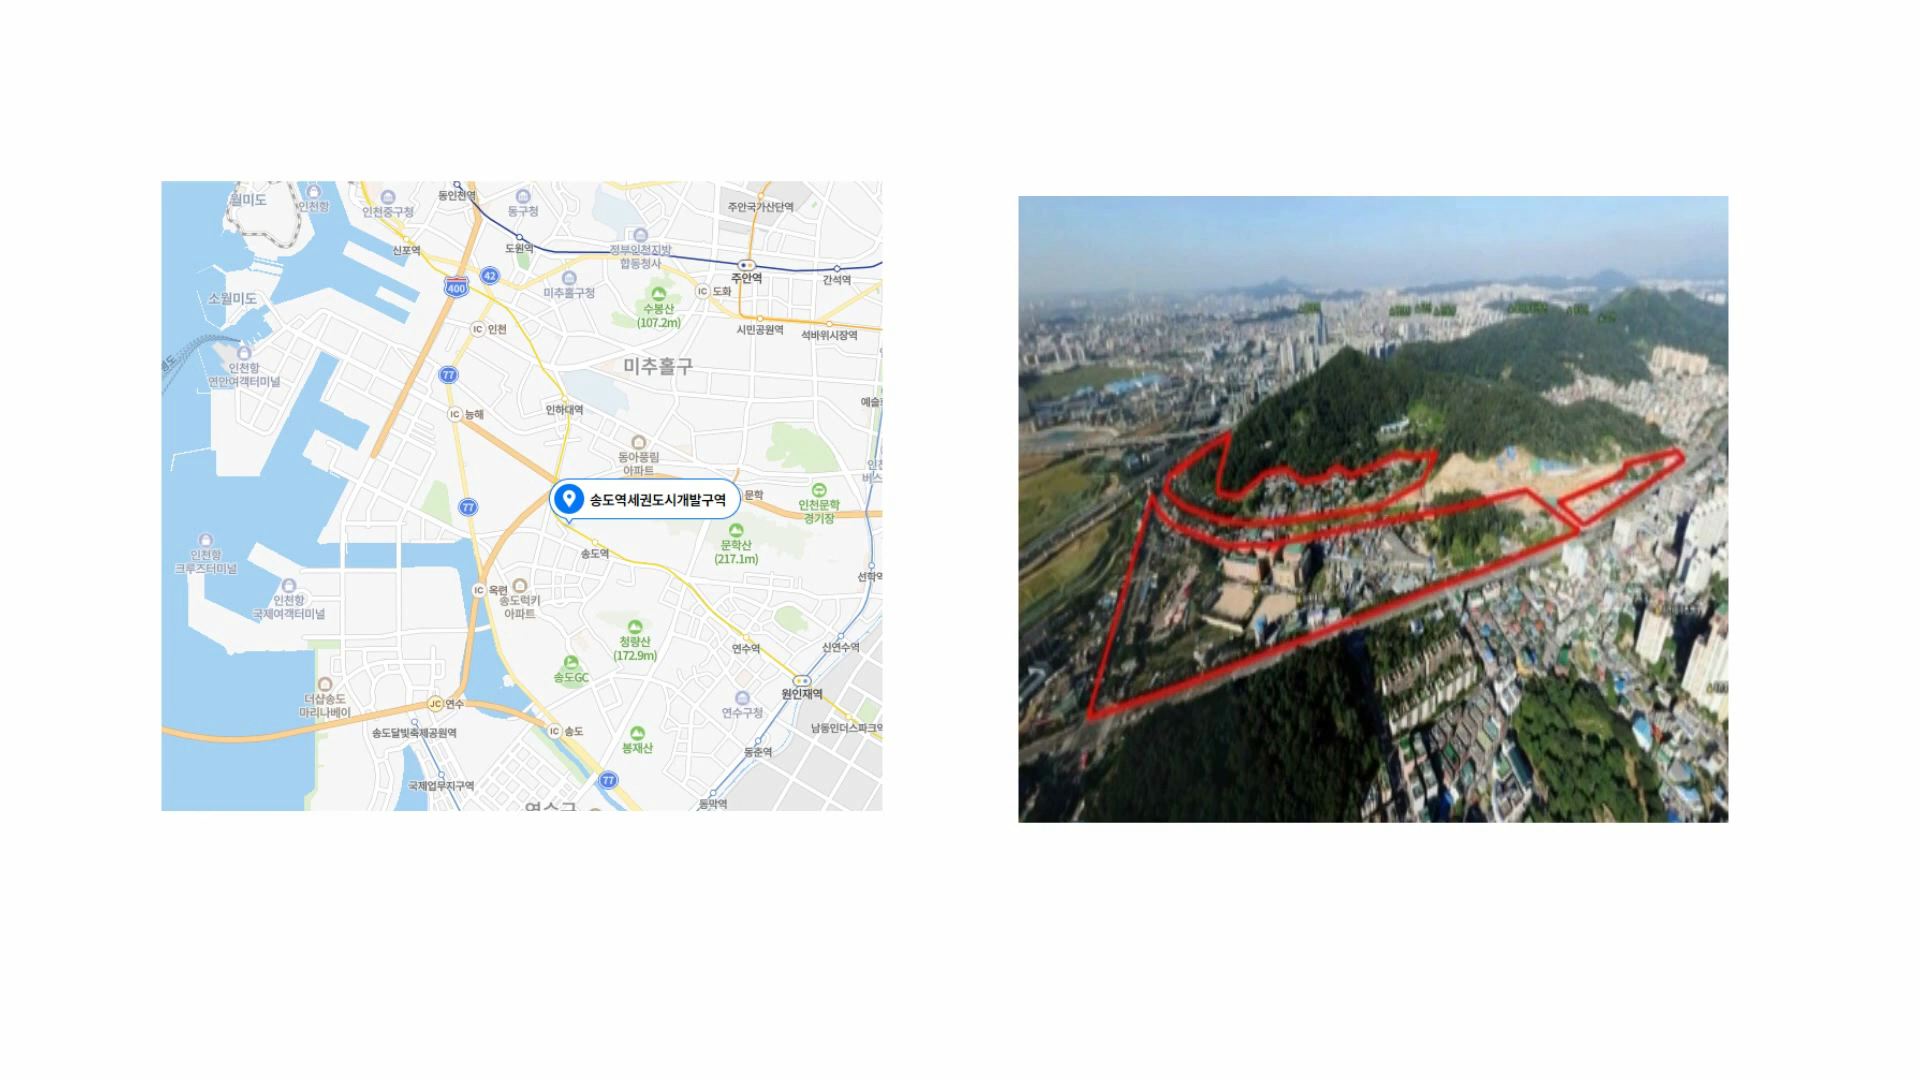 월미도
인천항
인천중구청
동인천역
동구청
주안국가산단역
신포역
도원역
정부인천지방
합동청사
주안역
간석역
42
400
미추홀구청
소월미도
수봉산
(107.2m)
IC 도화
IC 인천
시민공원역
석바위시장역
인천항
연안여객터미널
77
미추홀구
IC 능해
인하대역
동아풍림
아파트
송도역세권도시개발구역
문학
인천문학
경기장
77
인천항
크루즈터미널
송도역
문학산
(217.1m)
선학역
인천항
국제여객터미널
IC 옥련
송도럭키
아파트
청량산
(172.9m)
연수역
신연수역
송도GC
원인재역
더샵송도
마리나베이
JC 연수
연수구청
남동인더스파크역
송도달빛축제공원역
IC 송도
봉재산
동춘역
국제업무지구역
77
연수구
동막역